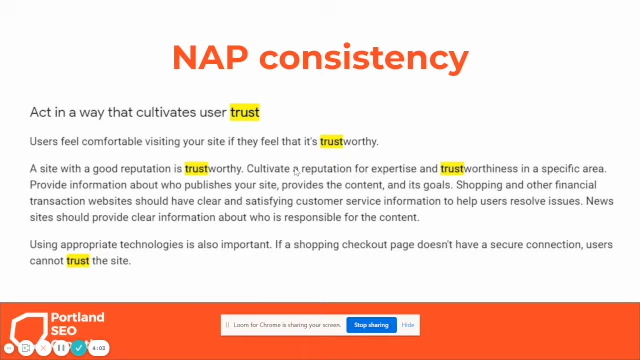 NAP consistency
Act in a way that cultivates user trust
Users feel comfortable visiting your site if they feel that it's trustworthy.
A site with a good reputation is trustworthy. Cultivate a reputation for expertise and trustworthiness in a specific area.
Provide information about who publishes your site, provides the content, and its goals. Shopping and other financial
transaction websites should have clear and satisfying customer service information to help users resolve issues. News
sites should provide clear information about who is responsible for the content.
Using appropriate technologies is also important. If a shopping checkout page doesn't have a secure connection, users
cannot trust the site.
Portland
SEO
Loom for Chrome is sharing your screen.
Stop sharing
Hide
4:03